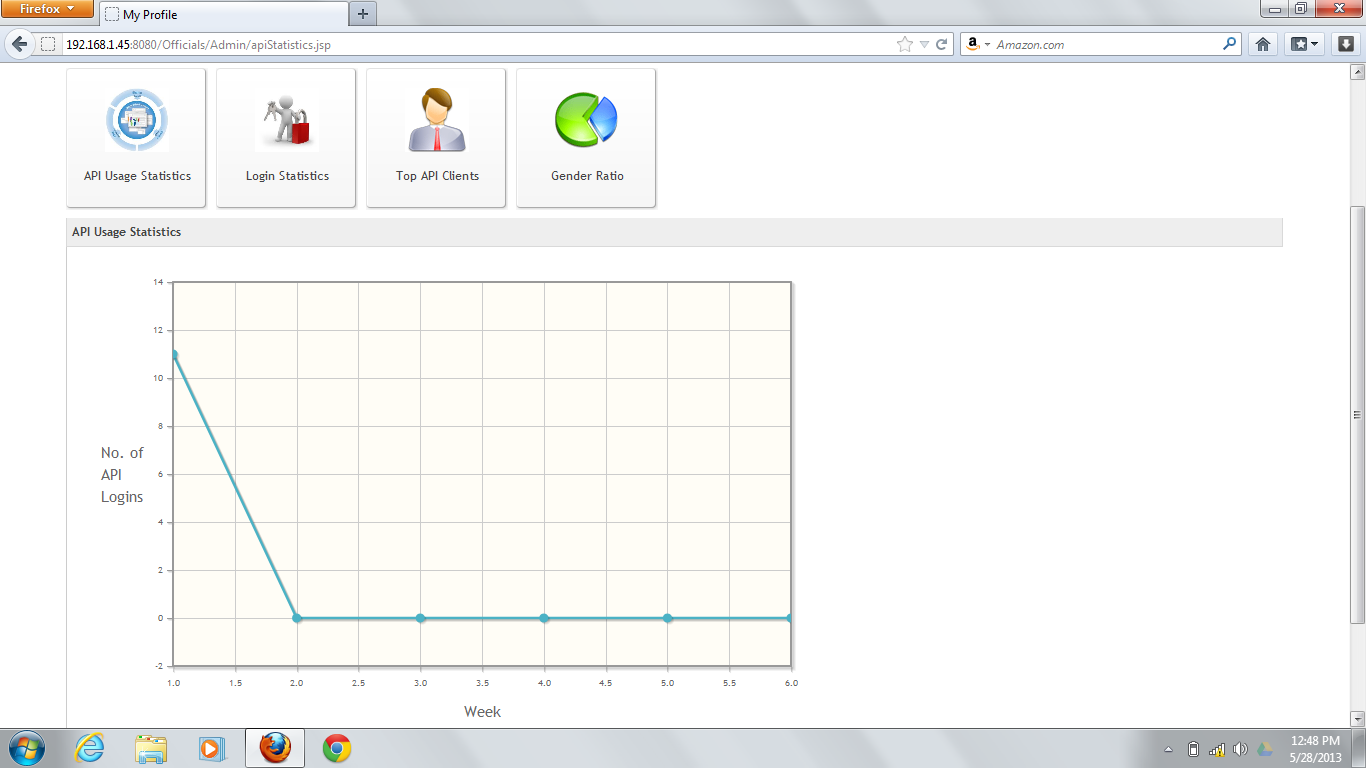 Firefox
My Profile
192.168.1.45:8080/Officials/Admin/apiStatistics.jsp
Amazon.com
API Usage Statistics
Login Statistics
Top API Clients
Gender Ratio
API Usage Statistics
14
12
10
8
6
4
2
0
-2
No. of
API
Logins
1.0 1.5 2.0 2.5 3.0 3.5 4.0 4.5 5.0 5.5 6.0
Week
12:48 PM
5/28/2013